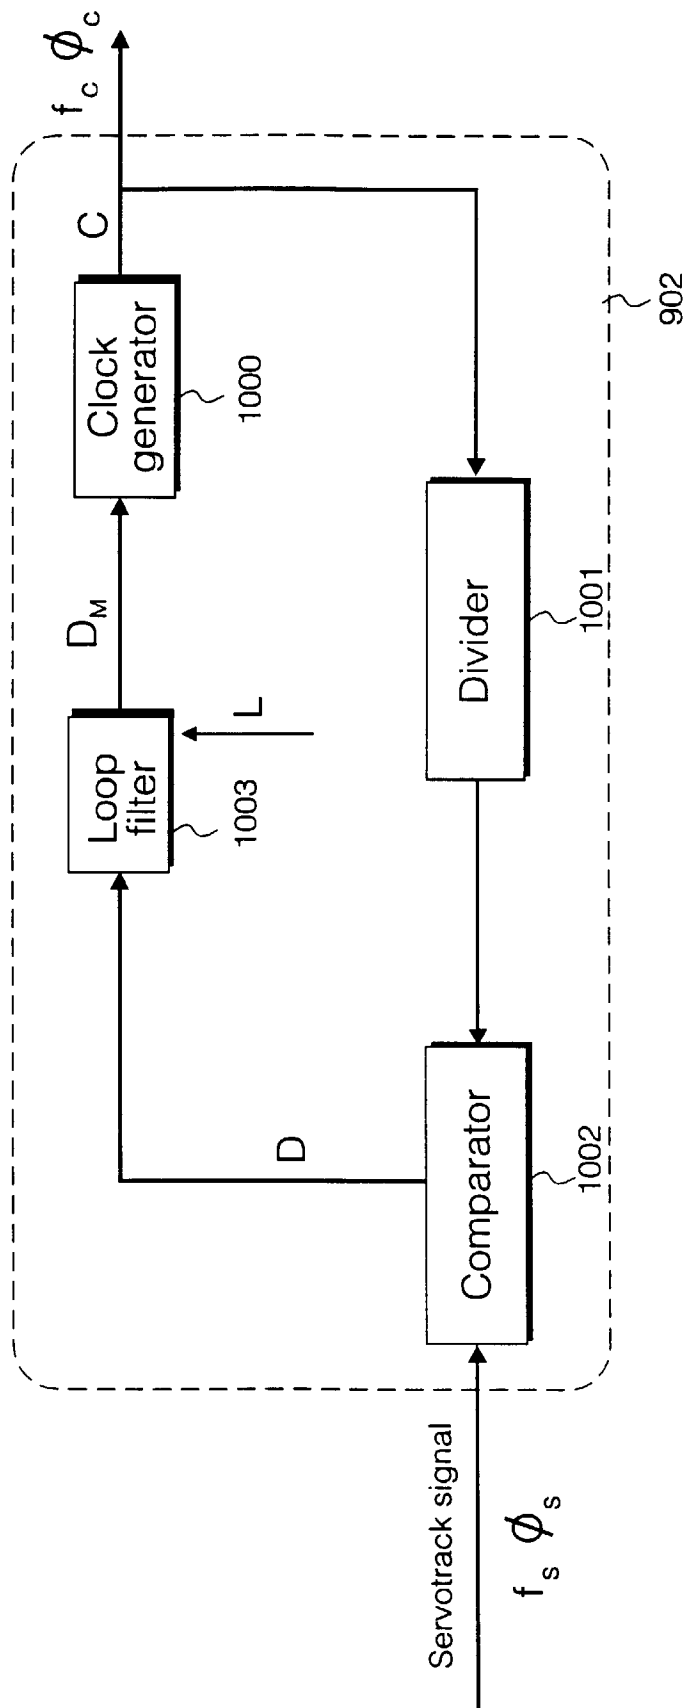 Servotrack signal
f_s ϕ_s
Comparator
1002
D
Loop
filter
1003
L
D_M
Clock
generator
1000
C
f_c ϕ_c
Divider
1001
902